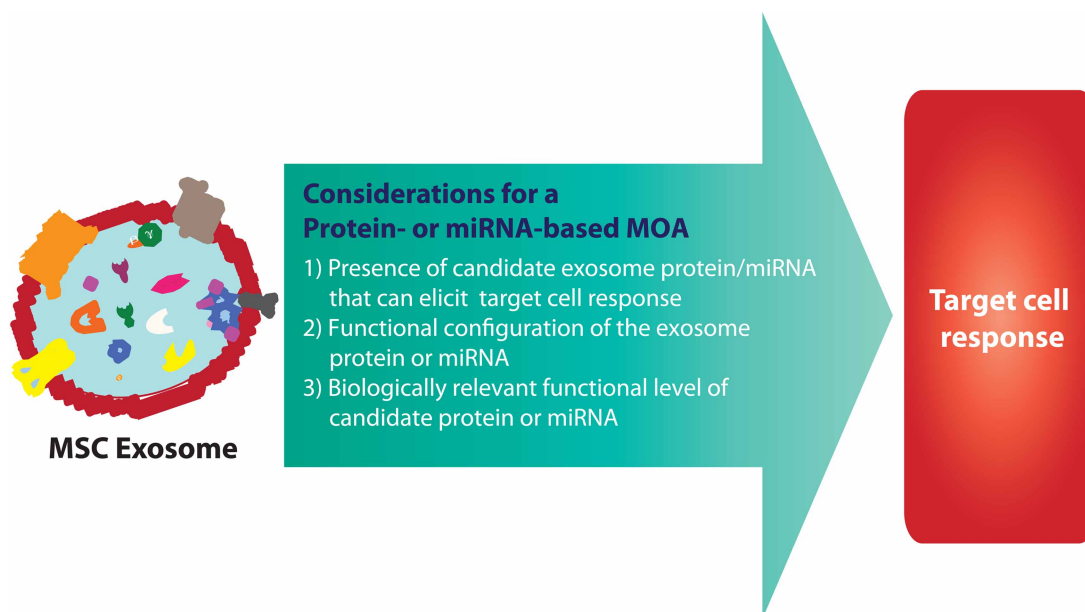 Considerations for a
Protein- or miRNA-based MOA
1) Presence of candidate exosome protein/miRNA
that can elicit target cell response
2) Functional configuration of the exosome
protein or miRNA
3) Biologically relevant functional level of
candidate protein or miRNA
MSC Exosome
Target cell
response